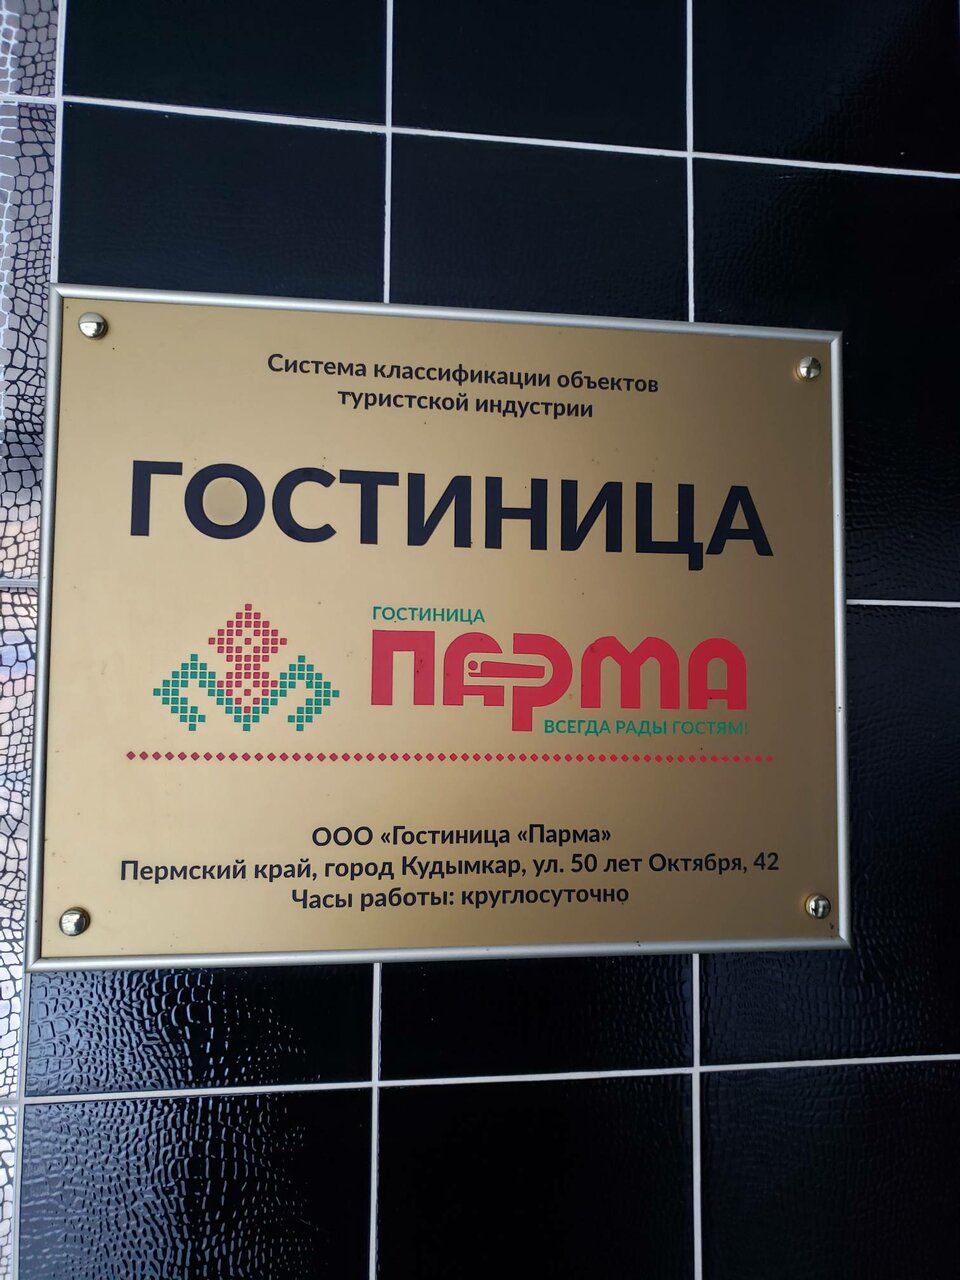 Система классификации объектов
туристской индустрии
ГОСТИНИЦА
ГОСТИНИЦА
ПАРМА
ВСЕГДА РАДЫ ГОСТЯМ!
ООО «Гостиница «Парма»
Пермский край, город Кудымкар, ул. 50 лет Октября, 42
Часы работы: круглосуточно